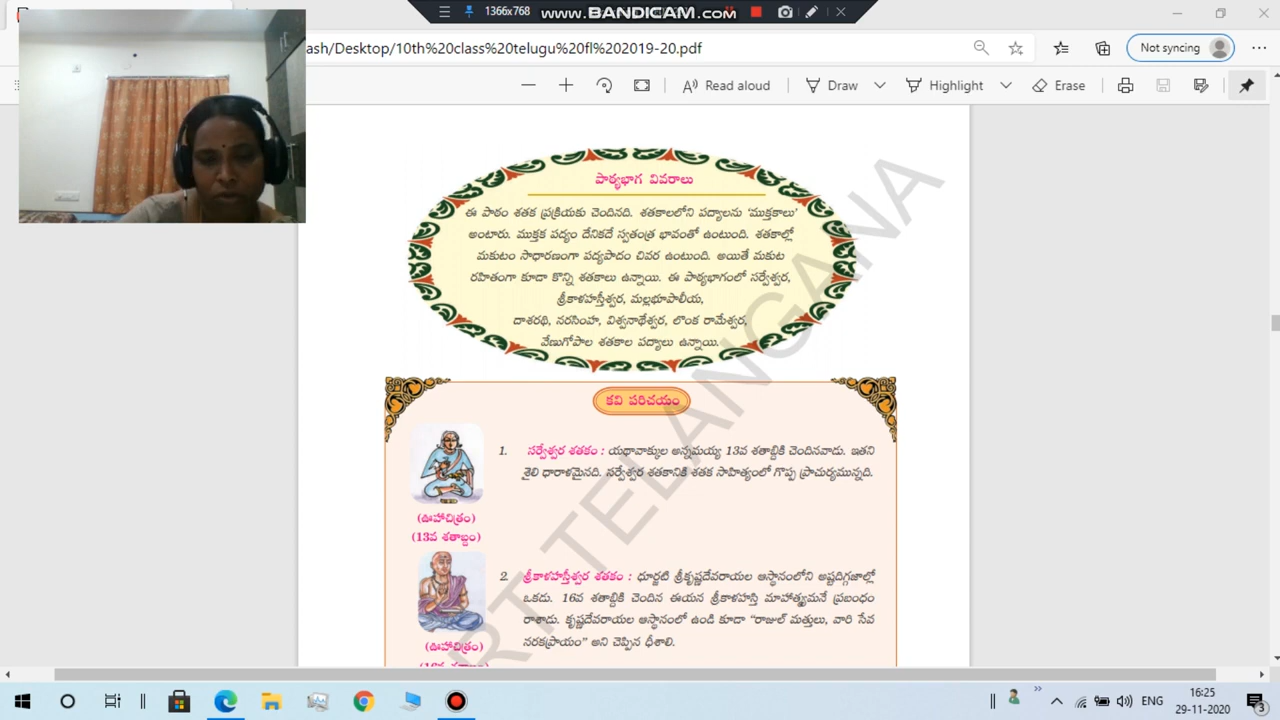 1366x768 www.BANDICAM.com
ash/Desktop/10th%20class%20telugu%20fl%202019-20.pdf
Not syncing
Read aloud Draw Highlight Erase
పాఠ్యభాగ వివరాలు
ఈ పాఠం శతక ప్రక్రియకు చెందినది. శతకాలలోని పద్యాలను 'ముక్తకాలు'
అంటారు. ముక్తక పద్యం దేనికదే స్వతంత్ర భావంతో ఉంటుంది. శతకాల్లో
మకుటం సాధారణంగా పద్యపాదం చివర ఉంటుంది. అయితే మకుట
రహితంగా కూడా కొన్ని శతకాలు ఉన్నాయి. ఈ పాఠ్యభాగంలో సర్వేశ్వర,
శ్రీకాళహస్తీశ్వర, మల్లభూపాలీయ,
దాశరథి, నరసింహ, విశ్వనాథేశ్వర, లొంక రామేశ్వర,
వేణుగోపాల శతకాల పద్యాలు ఉన్నాయి.
కవి పరిచయం
1. సర్వేశ్వర శతకం : యథావాక్కుల అన్నమయ్య 13వ శతాబ్దికి చెందినవాడు. ఇతని
శైలి ధారాళమైనది. సర్వేశ్వర శతకానికి శతక సాహిత్యంలో గొప్ప ప్రాచుర్యమున్నది.
(ఊహాచిత్రం)
(13వ శతాబ్దం)
2. శ్రీకాళహస్తీశ్వర శతకం : ధూర్జటి శ్రీకృష్ణదేవరాయల ఆస్థానంలోని అష్టదిగ్గజాల్లో
ఒకడు. 16వ శతాబ్దికి చెందిన ఈయన శ్రీకాళహస్తి మాహాత్మ్యమనే ప్రబంధం
రాశాడు. కృష్ణదేవరాయల ఆస్థానంలో ఉండి కూడా "రాజుల్ మత్తులు, వారి సేవ
నరకప్రాయం" అని చెప్పిన ధీశాలి.
(ఊహాచిత్రం)
RT TELANGANA
ENG
16:25
29-11-2020
3